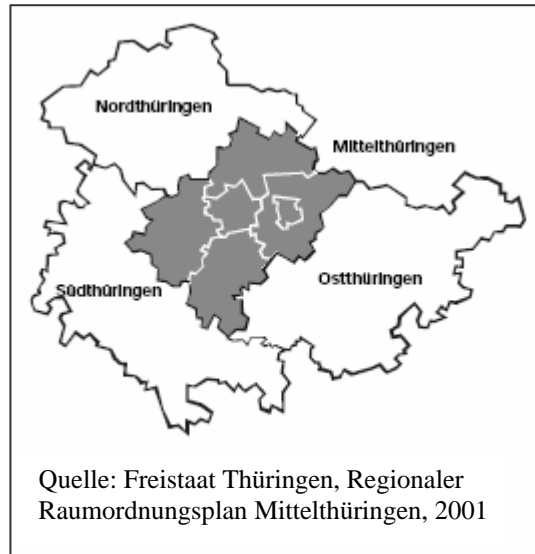 Nordthüringen
Mittelthüringen
Südthüringen
Ostthüringen
Quelle: Freistaat Thüringen, Regionaler
Raumordnungsplan Mittelthüringen, 2001